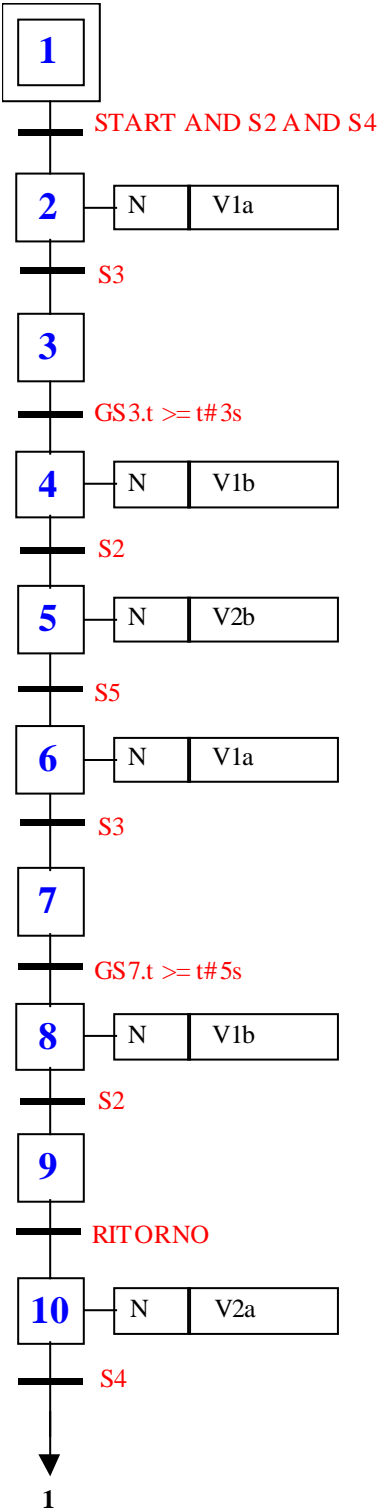 1
START AND S2 AND S4
2 N V1a
S3
3
GS3.t >= t#3s
4 N V1b
S2
5 N V2b
S5
6 N V1a
S3
7
GS7.t >= t#5s
8 N V1b
S2
9
RITORNO
10 N V2a
S4
1